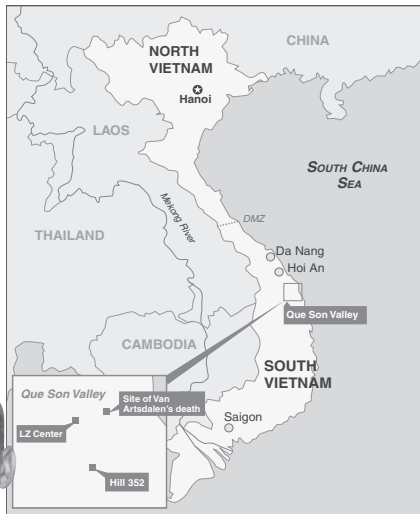 CHINA
NORTH
VIETNAM
Hanoi
LAOS
SOUTH CHINA
SEA
Mekong River
DMZ
THAILAND
Da Nang
Hoi An
Que Son Valley
CAMBODIA
SOUTH
VIETNAM
Que Son Valley
Site of Van
Artsdalen's death
LZ Center
Saigon
Hill 352